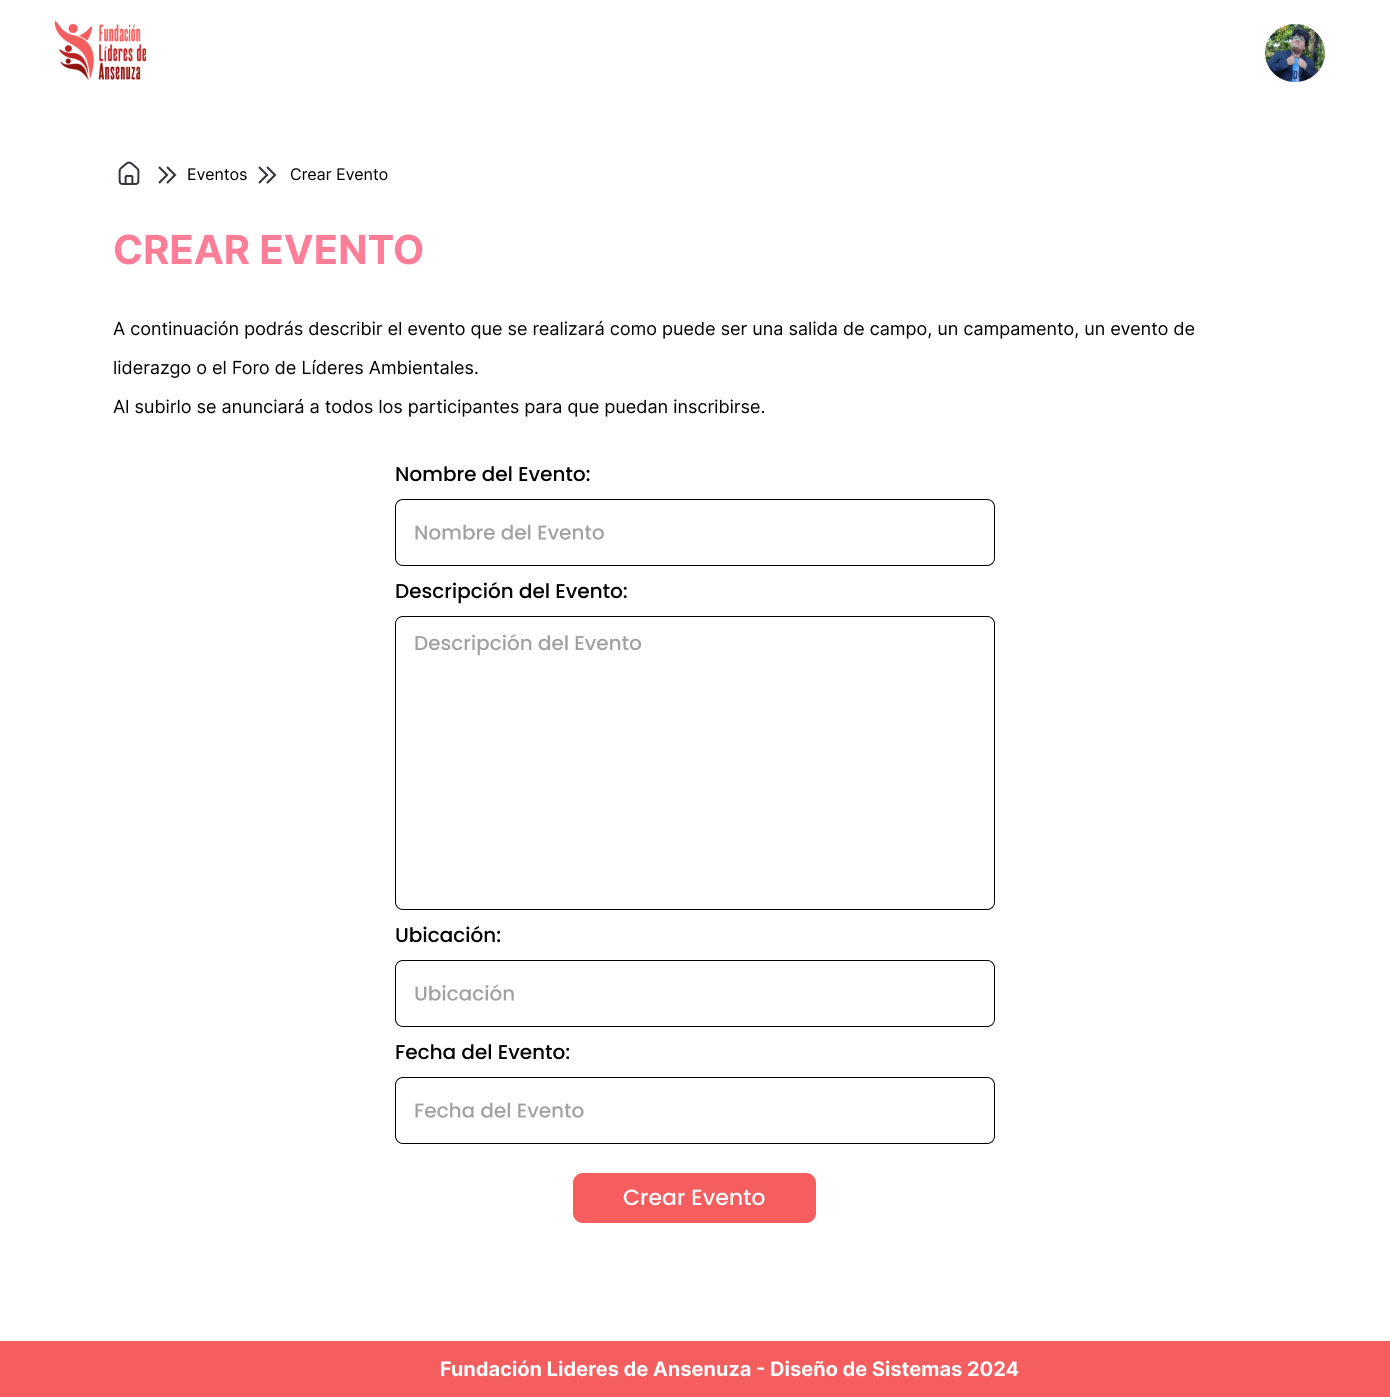 Fundación
Líderes de
Ansenuza
Eventos
Crear Evento
CREAR EVENTO
A continuación podrás describir el evento que se realizará como puede ser una salida de campo, un campamento, un evento de
liderazgo o el Foro de Líderes Ambientales.
Al subirlo se anunciará a todos los participantes para que puedan inscribirse.
Nombre del Evento:
Nombre del Evento
Descripción del Evento:
Descripción del Evento
Ubicación:
Ubicación
Fecha del Evento:
Fecha del Evento
Crear Evento
Fundación Lideres de Ansenuza - Diseño de Sistemas 2024